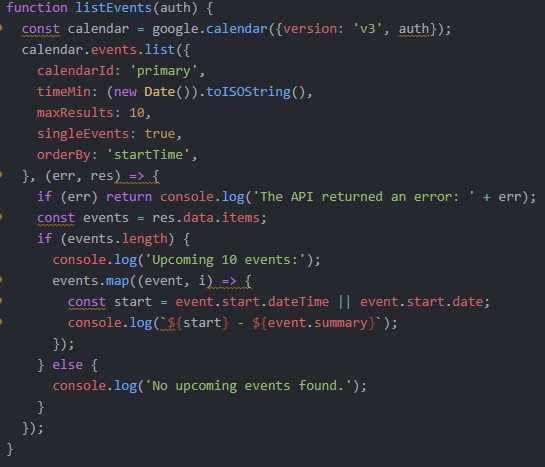 function listEvents(auth) {
  const calendar = google.calendar({version: 'v3', auth});
  calendar.events.list({
    calendarId: 'primary',
    timeMin: (new Date()).toISOString(),
    maxResults: 10,
    singleEvents: true,
    orderBy: 'startTime',
  }, (err, res) => {
    if (err) return console.log('The API returned an error: ' + err);
    const events = res.data.items;
    if (events.length) {
      console.log('Upcoming 10 events:');
      events.map((event, i) => {
        const start = event.start.dateTime || event.start.date;
        console.log(`${start} - ${event.summary}`);
      });
    } else {
      console.log('No upcoming events found.');
    }
  });
}